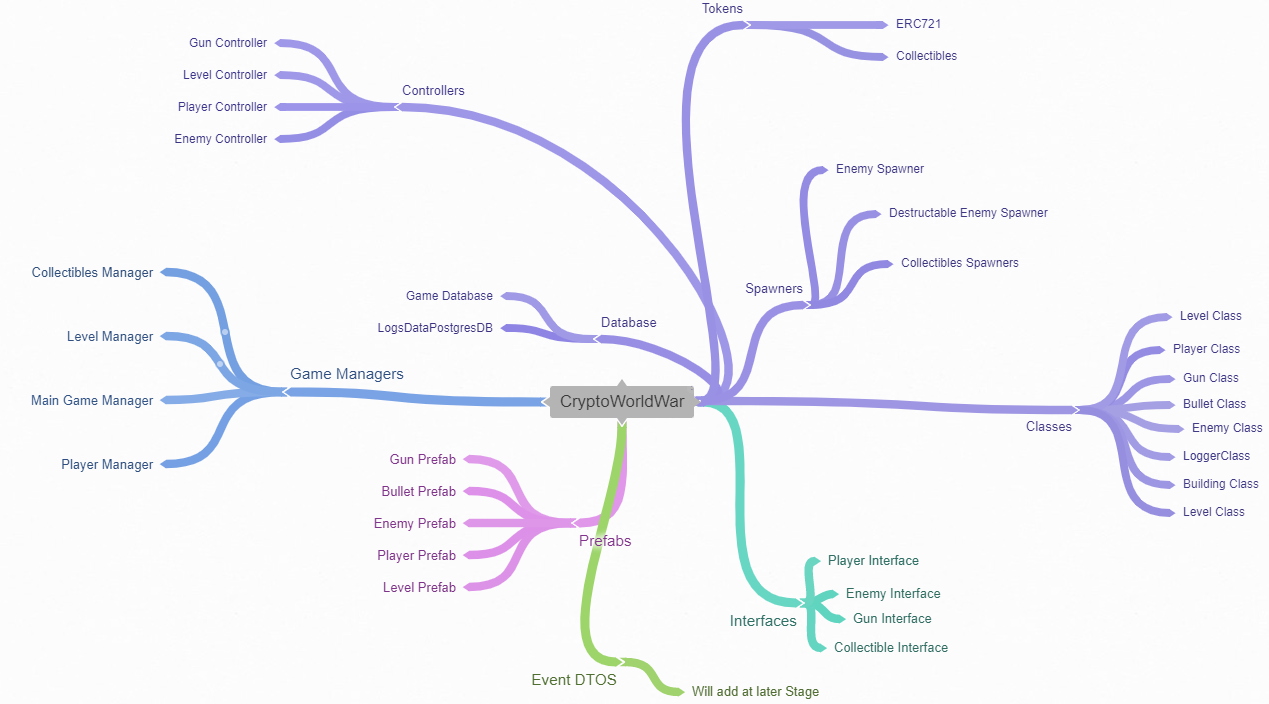 Tokens
ERC721
Collectibles
Gun Controller
Level Controller
Player Controller
Enemy Controller
Controllers
Enemy Spawner
Destructable Enemy Spawner
Collectibles Spawners
Spawners
Game Database
LogsDataPostgresDB
Database
Collectibles Manager
Level Manager
Main Game Manager
Player Manager
Game Managers
CryptoWorldWar
Level Class
Player Class
Gun Class
Bullet Class
Enemy Class
LoggerClass
Building Class
Level Class
Classes
Gun Prefab
Bullet Prefab
Enemy Prefab
Player Prefab
Level Prefab
Prefabs
Player Interface
Enemy Interface
Gun Interface
Collectible Interface
Interfaces
Event DTOS
Will add at later Stage